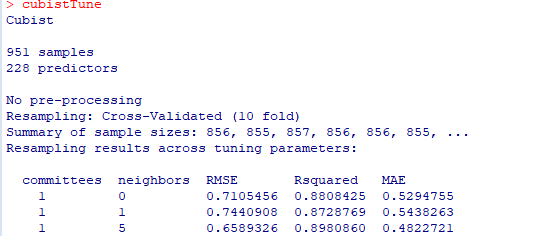 > cubistTune
Cubist
951 samples
228 predictors
No pre-processing
Resampling: Cross-Validated (10 fold)
Summary of sample sizes: 856, 855, 857, 856, 856, 855, ...
Resampling results across tuning parameters:
committees neighbors RMSE Rsquared MAE
1 0 0.7105456 0.8808425 0.5294755
1 1 0.7440908 0.8728769 0.5438263
1 5 0.6589326 0.8980860 0.4822721